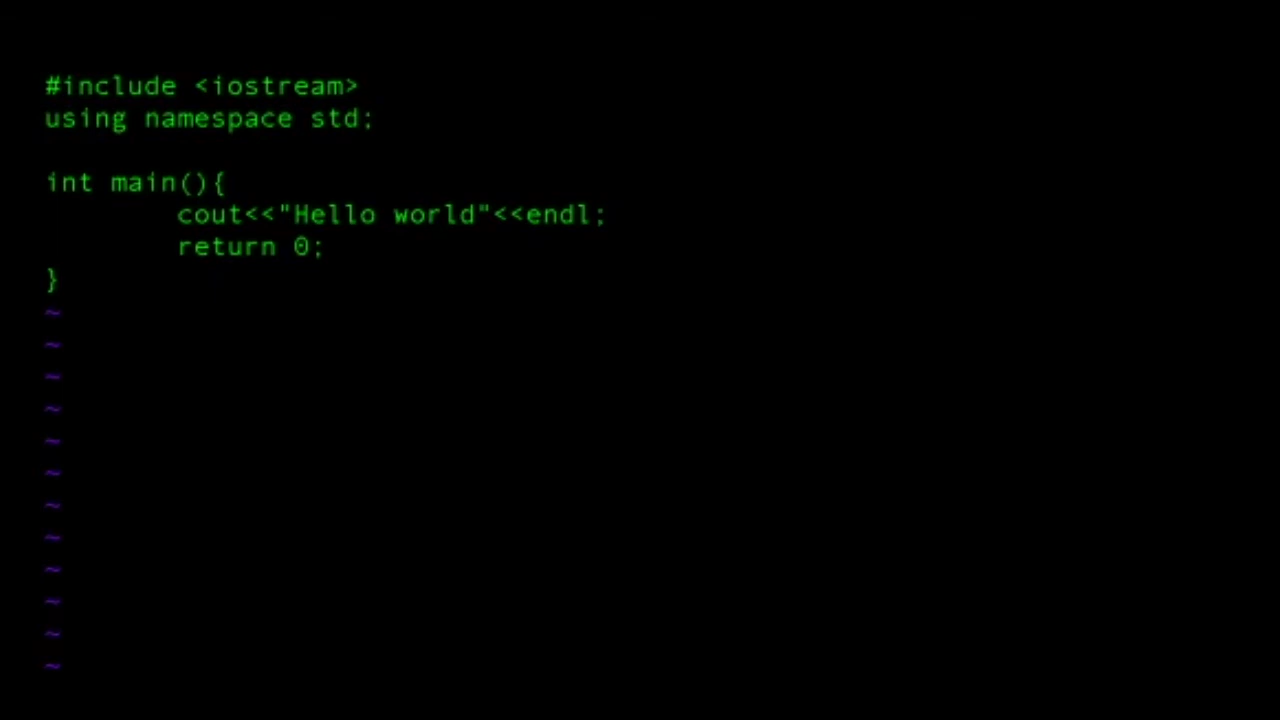 #include <iostream>
using namespace std;

int main(){
        cout<<"Hello world"<<endl;
        return 0;
}
~
~
~
~
~
~
~
~
~
~
~
~